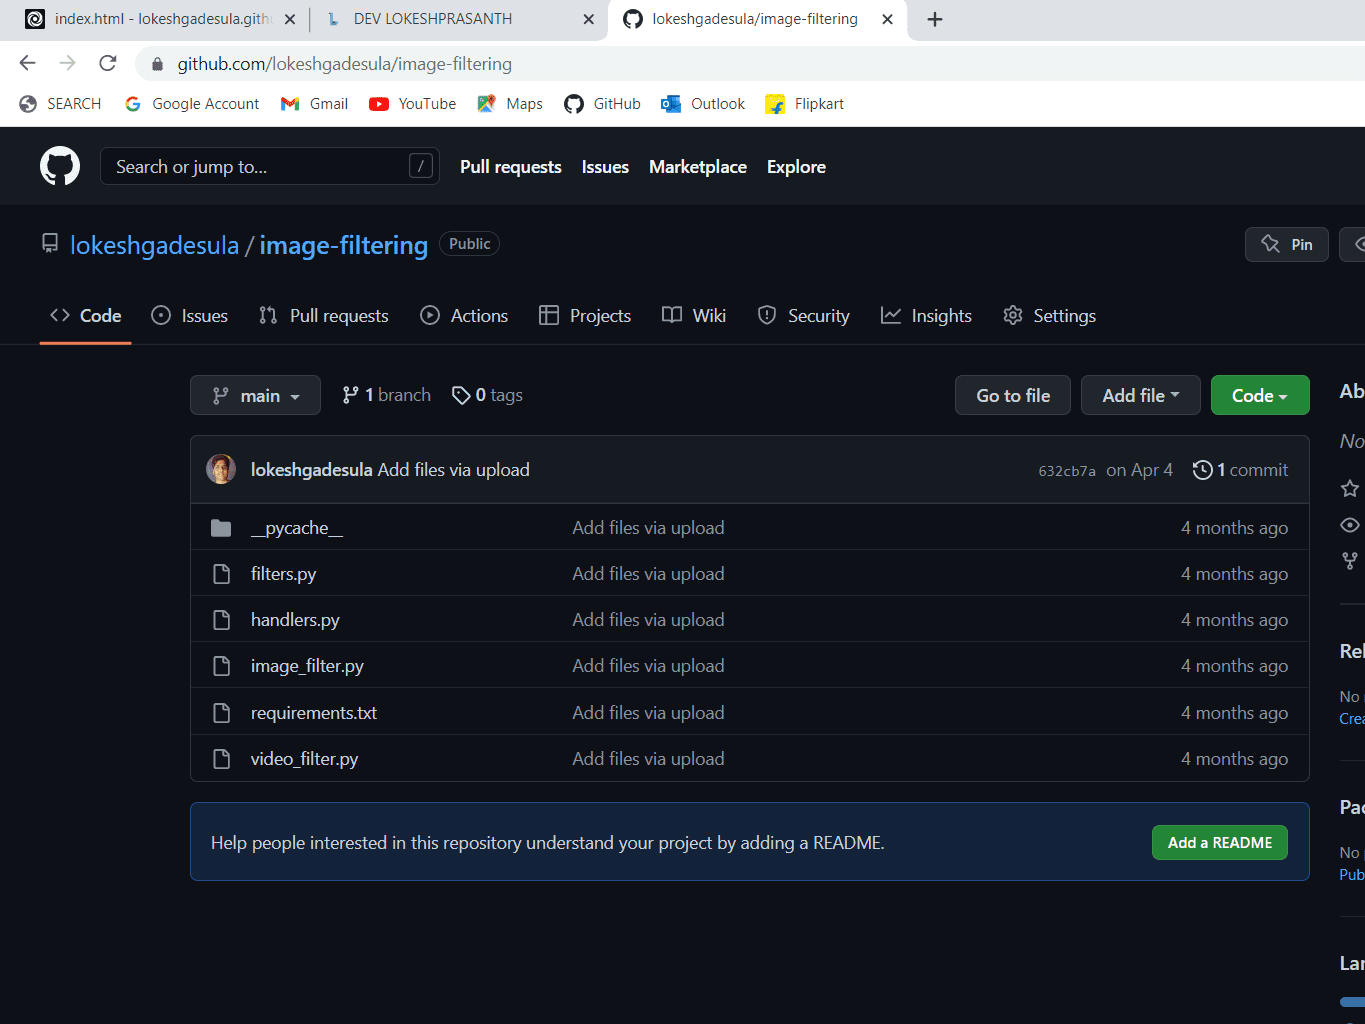 index.html - lokeshgadesula.gith
DEV LOKESHPRASANTH
lokeshgadesula/image-filtering
github.com/lokeshgadesula/image-filtering
SEARCH Google Account Gmail YouTube Maps GitHub Outlook Flipkart
Search or jump to... / Pull requests Issues Marketplace Explore
lokeshgadesula / image-filtering Public Pin
<> Code Issues Pull requests Actions Projects Wiki Security Insights Settings
main 1 branch 0 tags Go to file Add file Code
lokeshgadesula Add files via upload 632cb7a on Apr 4 1 commit
__pycache__ Add files via upload 4 months ago
filters.py Add files via upload 4 months ago
handlers.py Add files via upload 4 months ago
image_filter.py Add files via upload 4 months ago
requirements.txt Add files via upload 4 months ago
video_filter.py Add files via upload 4 months ago
Help people interested in this repository understand your project by adding a README. Add a README
Ab
No
Rel
No
Crea
Pac
No
Pub
Lan